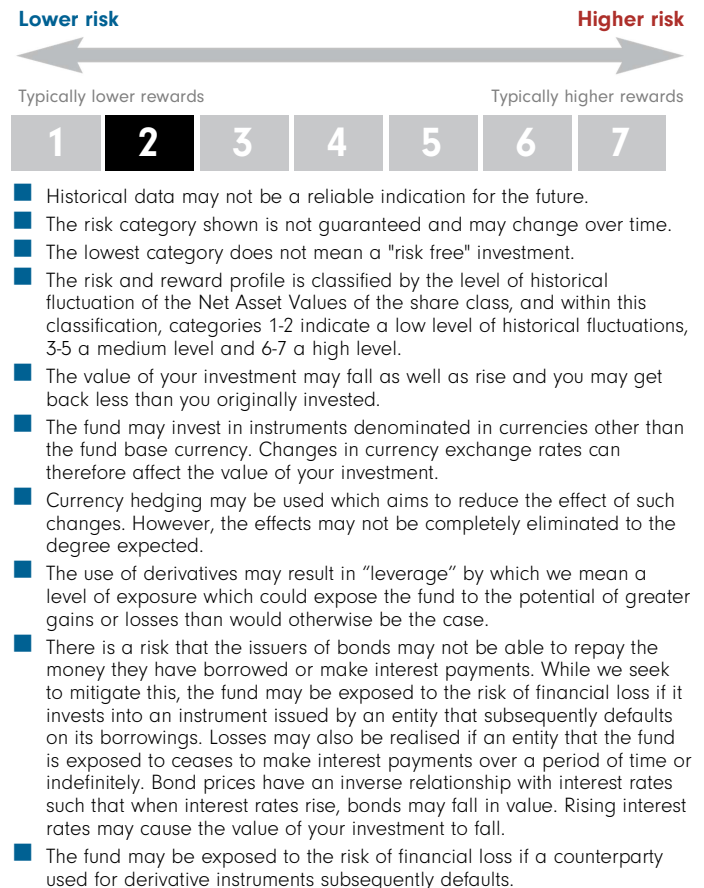 Lower risk Higher risk
Typically lower rewards Typically higher rewards
1 2 3 4 5 6 7
Historical data may not be a reliable indication for the future.
The risk category shown is not guaranteed and may change over time.
The lowest category does not mean a "risk free" investment.
The risk and reward profile is classified by the level of historical
fluctuation of the Net Asset Values of the share class, and within this
classification, categories 1-2 indicate a low level of historical fluctuations,
3-5 a medium level and 6-7 a high level.
The value of your investment may fall as well as rise and you may get
back less than you originally invested.
The fund may invest in instruments denominated in currencies other than
the fund base currency. Changes in currency exchange rates can
therefore affect the value of your investment.
Currency hedging may be used which aims to reduce the effect of such
changes. However, the effects may not be completely eliminated to the
degree expected.
The use of derivatives may result in “leverage” by which we mean a
level of exposure which could expose the fund to the potential of greater
gains or losses than would otherwise be the case.
There is a risk that the issuers of bonds may not be able to repay the
money they have borrowed or make interest payments. While we seek
to mitigate this, the fund may be exposed to the risk of financial loss if it
invests into an instrument issued by an entity that subsequently defaults
on its borrowings. Losses may also be realised if an entity that the fund
is exposed to ceases to make interest payments over a period of time or
indefinitely. Bond prices have an inverse relationship with interest rates
such that when interest rates rise, bonds may fall in value. Rising interest
rates may cause the value of your investment to fall.
The fund may be exposed to the risk of financial loss if a counterparty
used for derivative instruments subsequently defaults.